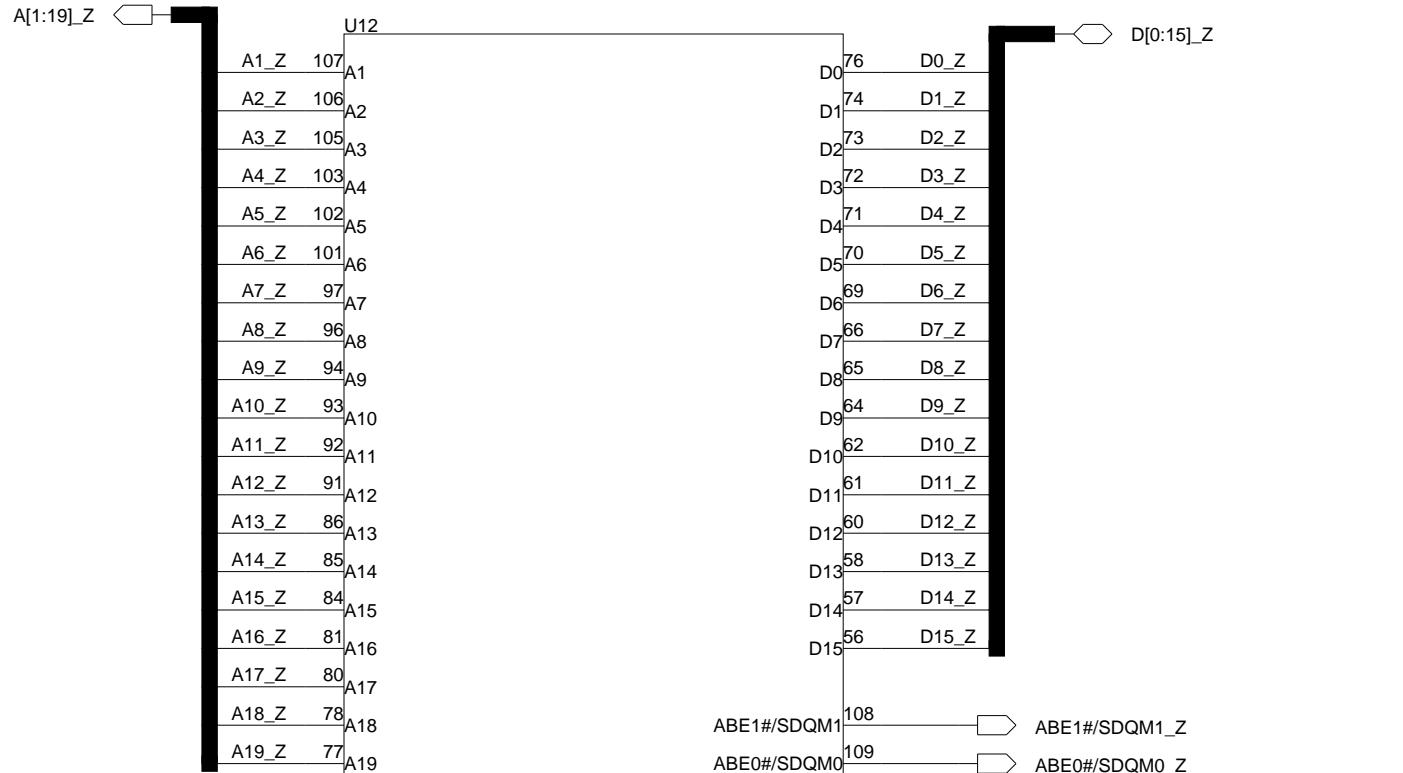 A[1:19]_Z
U12
D[0:15]_Z
A1_Z 107 A1 D0 76 D0_Z
A2_Z 106 A2 D1 74 D1_Z
A3_Z 105 A3 D2 73 D2_Z
A4_Z 103 A4 D3 72 D3_Z
A5_Z 102 A5 D4 71 D4_Z
A6_Z 101 A6 D5 70 D5_Z
A7_Z 97 A7 D6 69 D6_Z
A8_Z 96 A8 D7 66 D7_Z
A9_Z 94 A9 D8 65 D8_Z
A10_Z 93 A10 D9 64 D9_Z
A11_Z 92 A11 D10 62 D10_Z
A12_Z 91 A12 D11 61 D11_Z
A13_Z 86 A13 D12 60 D12_Z
A14_Z 85 A14 D13 58 D13_Z
A15_Z 84 A15 D14 57 D14_Z
A16_Z 81 A16 D15 56 D15_Z
A17_Z 80 A17
A18_Z 78 A18 ABE1#/SDQM1 108 ABE1#/SDQM1_Z
A19_Z 77 A19 ABE0#/SDQM0 109 ABE0#/SDQM0_Z